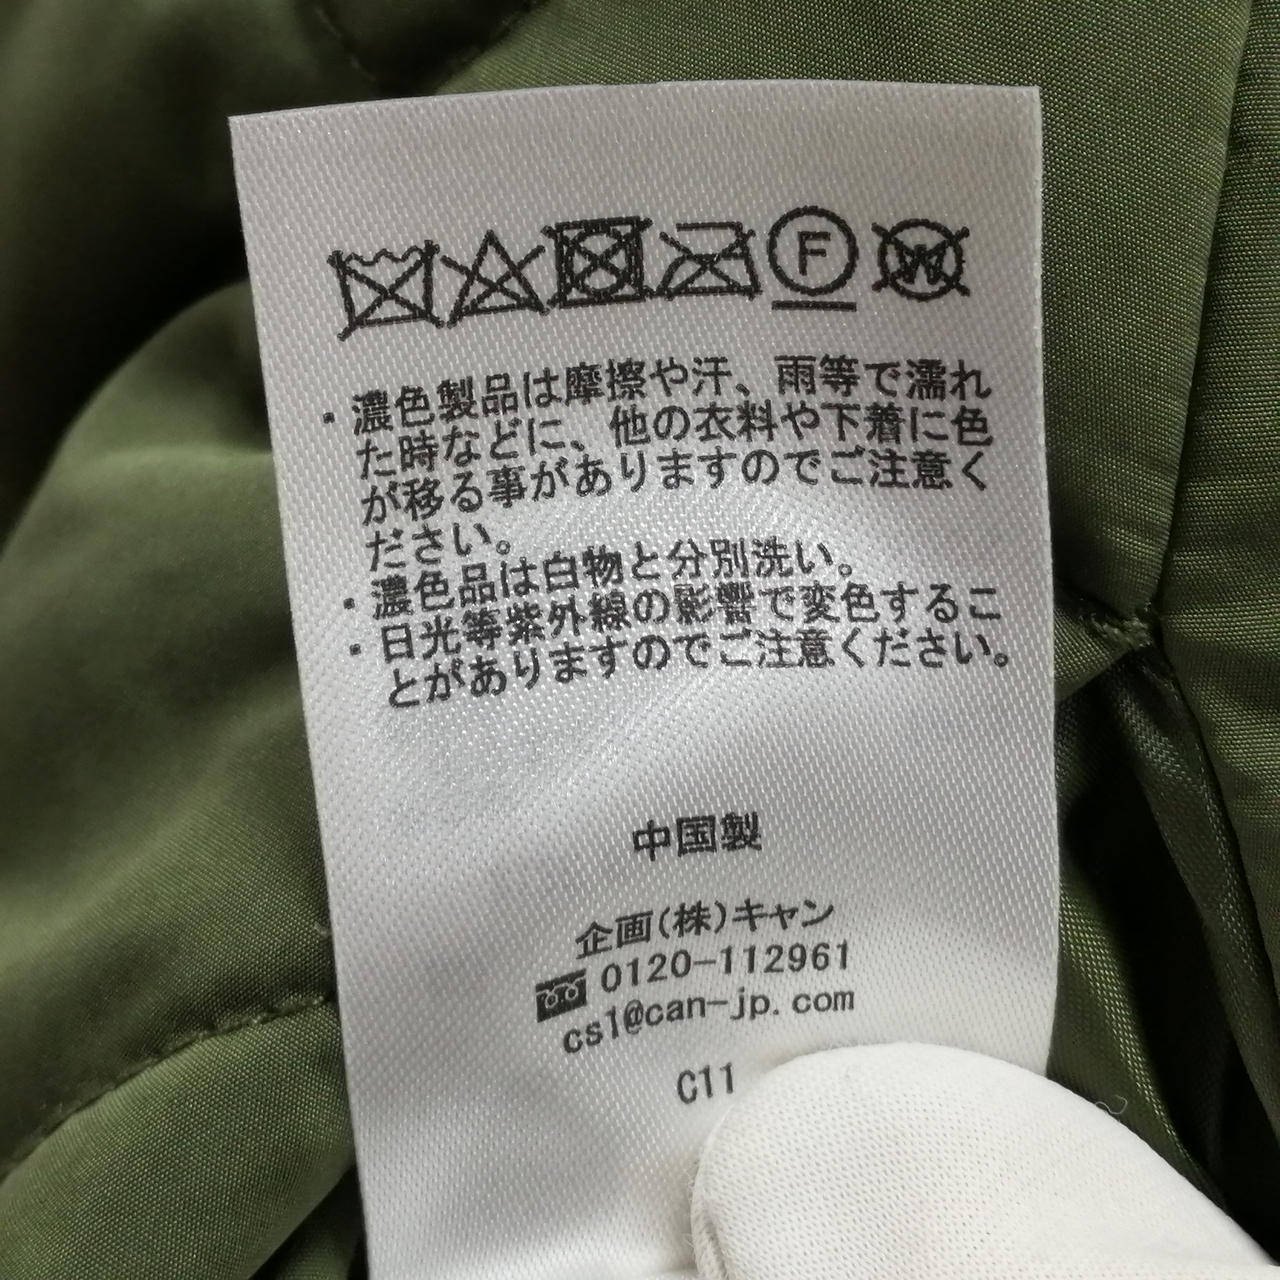 F W
・濃色製品は摩擦や汗、雨等で濡れ
た時などに、他の衣料や下着に色
が移る事がありますのでご注意く
ださい。
・濃色品は白物と分別洗い。
・日光等紫外線の影響で変色するこ
とがありますのでご注意ください。
中国製
企画(株)キャン
0120-112961
cs1@can-jp.com
C11